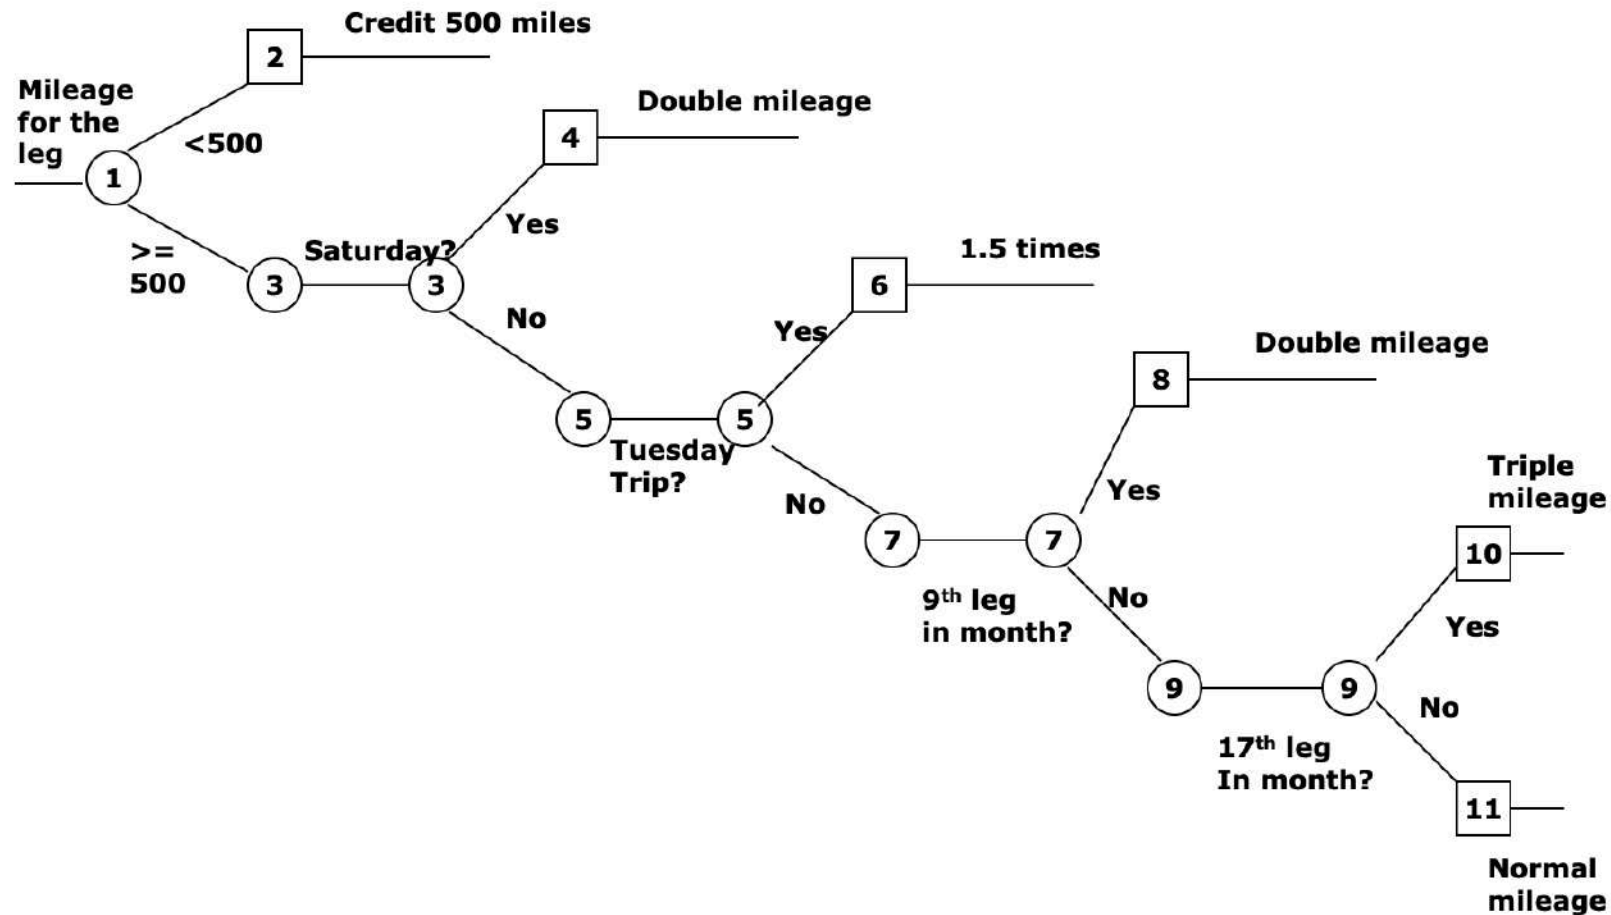 Credit 500 miles
2
Mileage
for the
leg
<500
1
Double mileage
4
Yes
>=
500
Saturday?
3
3
No
1.5 times
6
Yes
5
5
Tuesday
Trip?
No
Double mileage
8
Yes
7
7
9th leg
in month?
No
Triple
mileage
10
Yes
9
9
17th leg
In month?
No
11
Normal
mileage